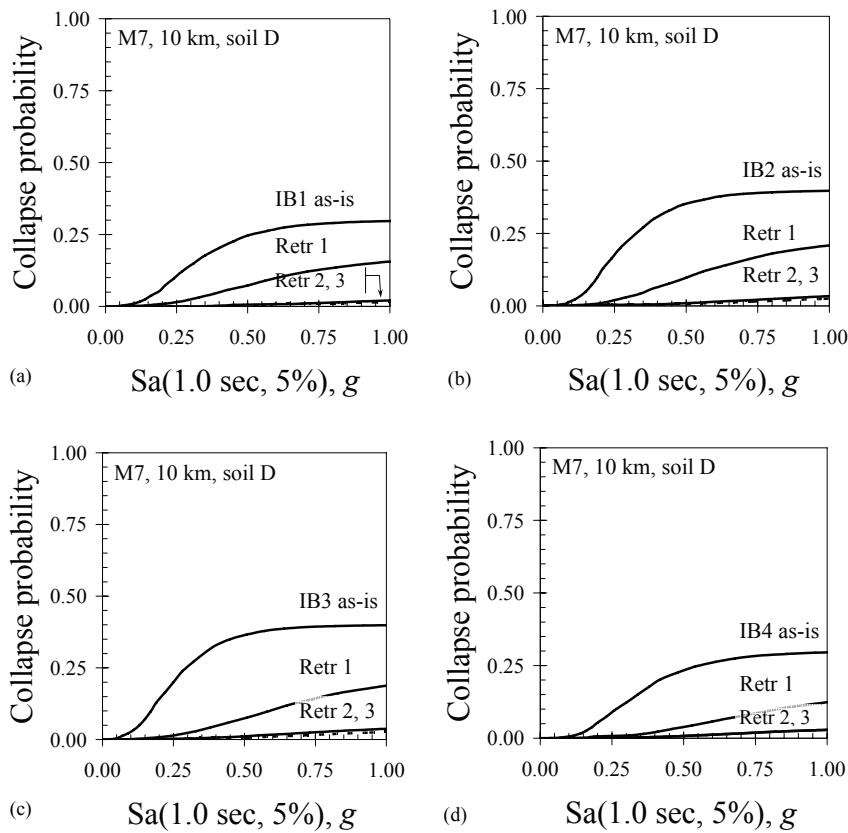 1.00
M7, 10 km, soil D
0.75
0.50
0.25
0.00
IB1 as-is
Retr 1
Retr 2, 3
Collapse probability
0.00 0.25 0.50 0.75 1.00
(a)
Sa(1.0 sec, 5%), g
1.00
M7, 10 km, soil D
0.75
0.50
0.25
0.00
IB2 as-is
Retr 1
Retr 2, 3
Collapse probability
0.00 0.25 0.50 0.75 1.00
(b)
Sa(1.0 sec, 5%), g
1.00
M7, 10 km, soil D
0.75
0.50
0.25
0.00
IB3 as-is
Retr 1
Retr 2, 3
Collapse probability
0.00 0.25 0.50 0.75 1.00
(c)
Sa(1.0 sec, 5%), g
1.00
M7, 10 km, soil D
0.75
0.50
0.25
0.00
IB4 as-is
Retr 1
Retr 2, 3
Collapse probability
0.00 0.25 0.50 0.75 1.00
(d)
Sa(1.0 sec, 5%), g